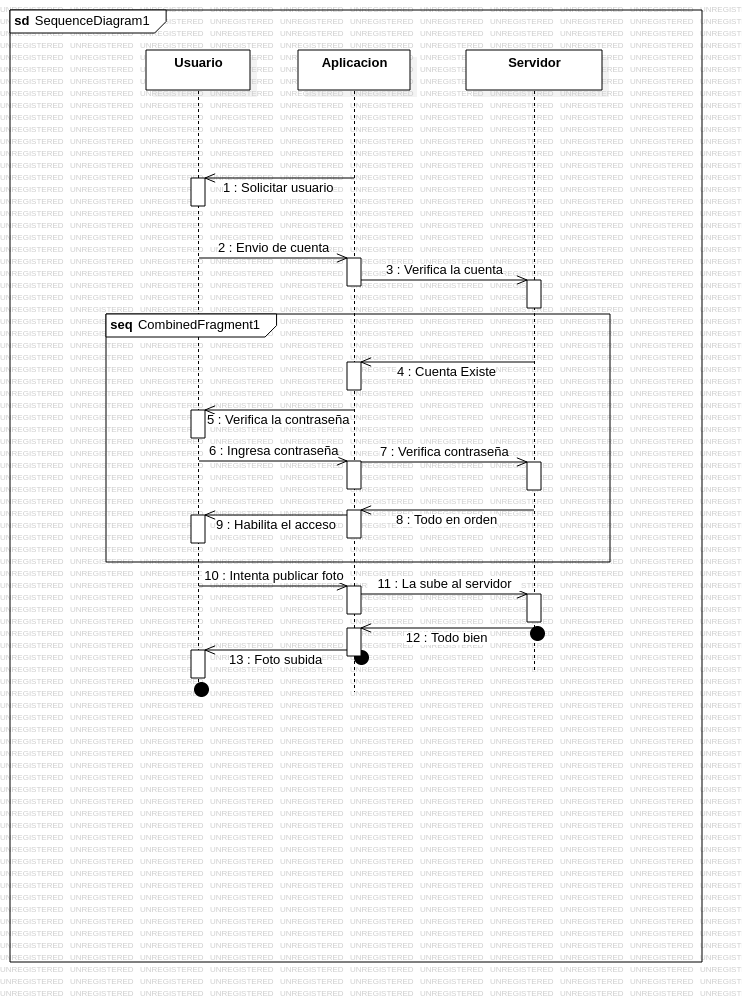 sd SequenceDiagram1
Usuario
Aplicacion
Servidor
1 : Solicitar usuario
2 : Envio de cuenta
3 : Verifica la cuenta
seq CombinedFragment1
4 : Cuenta Existe
5 : Verifica la contraseña
6 : Ingresa contraseña
7 : Verifica contraseña
8 : Todo en orden
9 : Habilita el acceso
10 : Intenta publicar foto
11 : La sube al servidor
12 : Todo bien
13 : Foto subida
UNREGISTERED